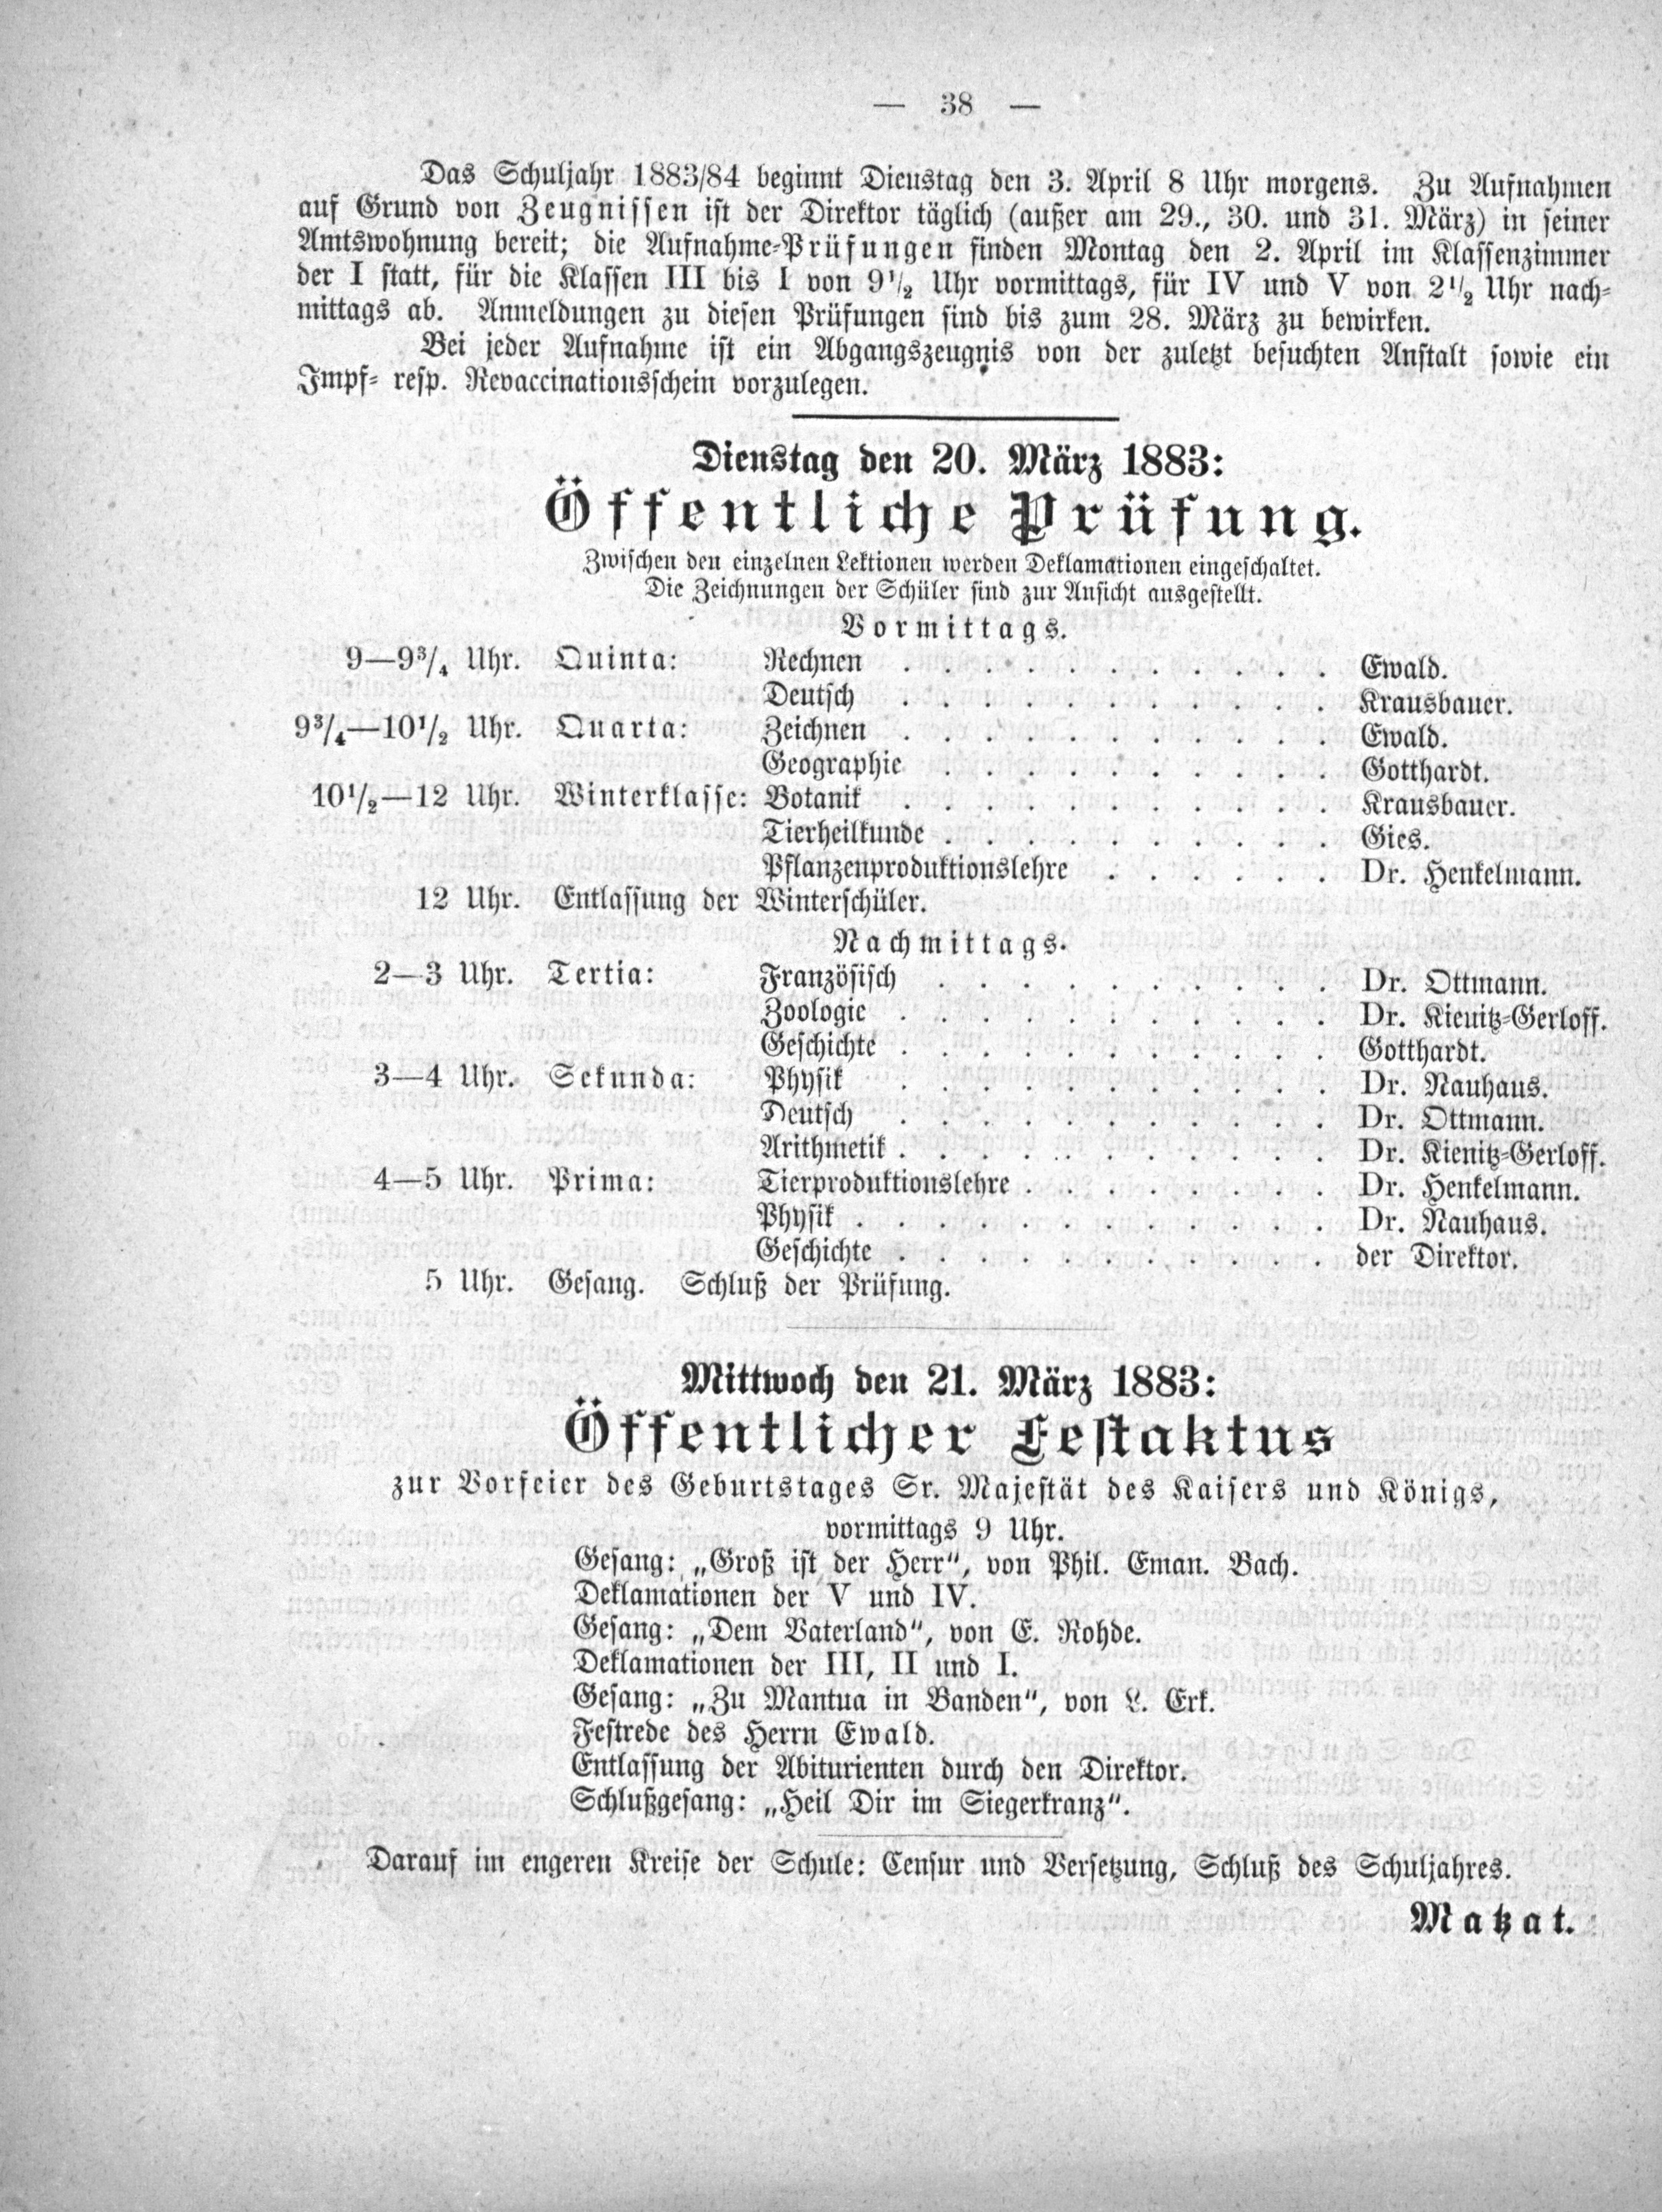 — 38 —
Das Schuljahr 1883/84 beginnt Dienstag den 3. April 8 Uhr morgens. Zu Aufnahmen
auf Grund von Zeugnissen ist der Direktor täglich (außer am 29., 30. und 31. März) in seiner
Amtswohnung bereit; die Aufnahme-Prüfungen finden Montag den 2. April im Klassenzimmer
der I statt, für die Klassen III bis I von 9½ Uhr vormittags, für IV und V von 2½ Uhr nach-
mittags ab. Anmeldungen zu diesen Prüfungen sind bis zum 28. März zu bewirken.
Bei jeder Aufnahme ist ein Abgangszeugnis von der zuletzt besuchten Anstalt sowie ein
Impf- resp. Revaccinationsschein vorzulegen.
Dienstag den 20. März 1883:
Öffentliche Prüfung.
Zwischen den einzelnen Lektionen werden Deklamationen eingeschaltet.
Die Zeichnungen der Schüler sind zur Ansicht ausgestellt.
Vormittags.
9—9¾ Uhr. Quinta: Rechnen . . . . . . . . . . . Ewald.
Deutsch . . . . . . . . . . . Krausbauer.
9¾—10½ Uhr. Quarta: Zeichnen . . . . . . . . . . . Ewald.
Geographie . . . . . . . . . . Gotthardt.
10½—12 Uhr. Winterklasse: Botanik . . . . . . . . . . . Krausbauer.
Tierheilkunde . . . . . . . . . . Gies.
Pflanzenproduktionslehre . . . . . . Dr. Henkelmann.
12 Uhr. Entlassung der Winterschüler.
Nachmittags.
2—3 Uhr. Tertia: Französisch . . . . . . . . . . Dr. Ottmann.
Zoologie . . . . . . . . . . . Dr. Kienitz-Gerloff.
Geschichte . . . . . . . . . . . Gotthardt.
3—4 Uhr. Sekunda: Physik . . . . . . . . . . . Dr. Nauhaus.
Deutsch . . . . . . . . . . . Dr. Ottmann.
Arithmetik . . . . . . . . . . . Dr. Kienitz-Gerloff.
4—5 Uhr. Prima: Tierproduktionslehre . . . . . . . . Dr. Henkelmann.
Physik . . . . . . . . . . . . Dr. Nauhaus.
Geschichte . . . . . . . . . . . der Direktor.
5 Uhr. Gesang. Schluß der Prüfung.
Mittwoch den 21. März 1883:
Öffentlicher Festaktus
zur Vorfeier des Geburtstages Sr. Majestät des Kaisers und Königs,
vormittags 9 Uhr.
Gesang: „Groß ist der Herr“, von Phil. Eman. Bach.
Deklamationen der V und IV.
Gesang: „Dem Vaterland“, von E. Rohde.
Deklamationen der III, II und I.
Gesang: „Zu Mantua in Banden“, von L. Erk.
Festrede des Herrn Ewald.
Entlassung der Abiturienten durch den Direktor.
Schlußgesang: „Heil Dir im Siegerkranz“.
Darauf im engeren Kreise der Schule: Censur und Versetzung, Schluß des Schuljahres.
Matzat.